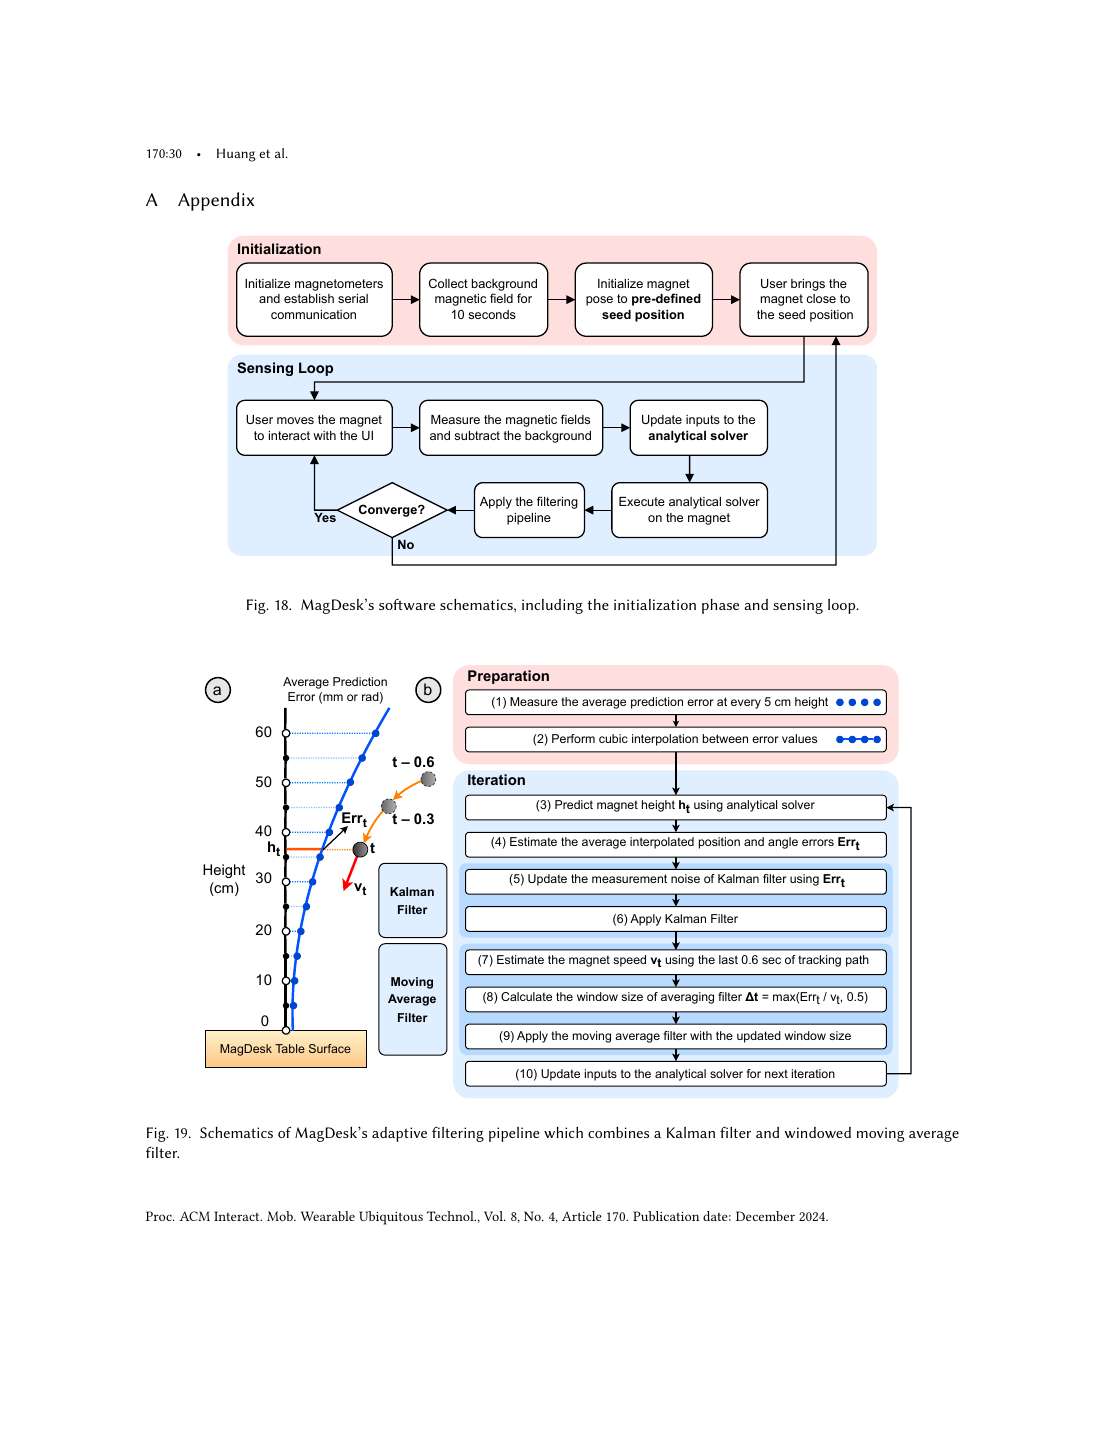 170:30 • Huang et al.
A Appendix
Initialization
Initialize magnetometers
and establish serial
communication
Collect background
magnetic field for
10 seconds
Initialize magnet
pose to pre-defined
seed position
User brings the
magnet close to
the seed position
Sensing Loop
User moves the magnet
to interact with the UI
Measure the magnetic fields
and subtract the background
Update inputs to the
analytical solver
Execute analytical solver
on the magnet
Apply the filtering
pipeline
Converge?
Yes
No
Fig. 18. MagDesk's software schematics, including the initialization phase and sensing loop.
a
Average Prediction
Error (mm or rad)
60
50
40
ht
Height
(cm)
30
20
10
0
t – 0.6
t – 0.3
Errt
t
vt
MagDesk Table Surface
b
Kalman
Filter
Moving
Average
Filter
Preparation
(1) Measure the average prediction error at every 5 cm height
(2) Perform cubic interpolation between error values
Iteration
(3) Predict magnet height ht using analytical solver
(4) Estimate the average interpolated position and angle errors Errt
(5) Update the measurement noise of Kalman filter using Errt
(6) Apply Kalman Filter
(7) Estimate the magnet speed vt using the last 0.6 sec of tracking path
(8) Calculate the window size of averaging filter Δt = max(Errt / vt, 0.5)
(9) Apply the moving average filter with the updated window size
(10) Update inputs to the analytical solver for next iteration
Fig. 19. Schematics of MagDesk's adaptive filtering pipeline which combines a Kalman filter and windowed moving average
filter.
Proc. ACM Interact. Mob. Wearable Ubiquitous Technol., Vol. 8, No. 4, Article 170. Publication date: December 2024.